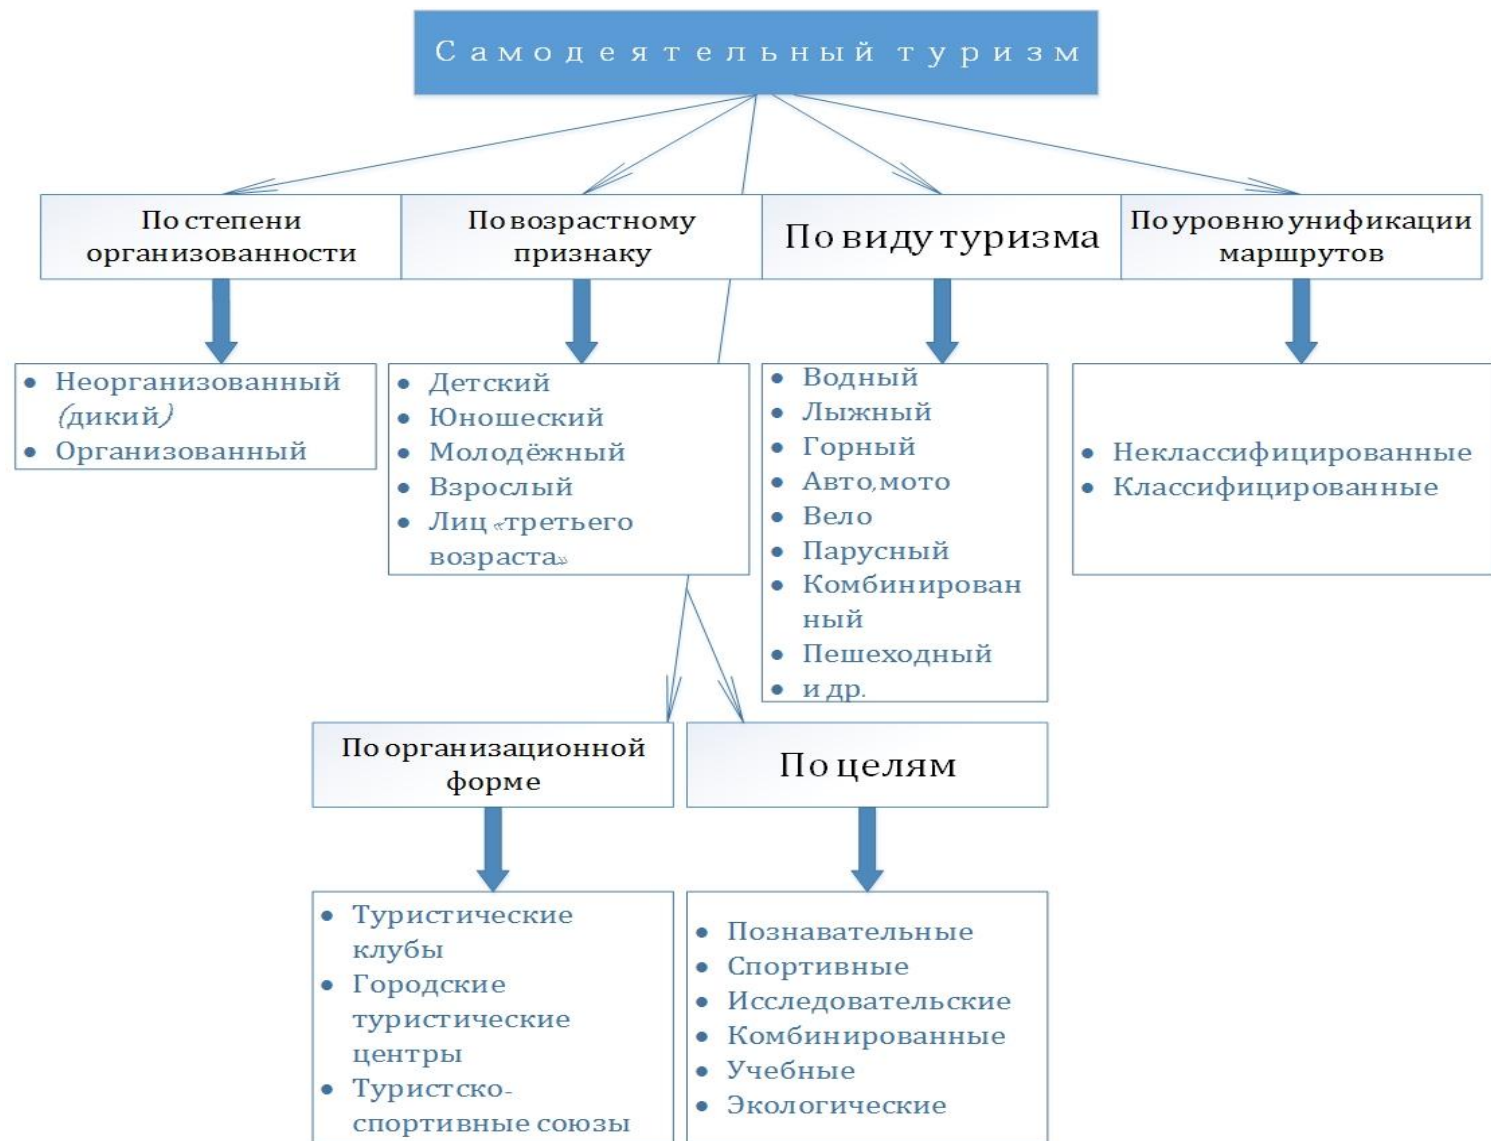 Самодеятельный туризм
По степени
организованности
По возрастному
признаку
По виду туризма
По уровню унификации
маршрутов
• Неорганизованный
(дикий)
• Организованный
• Детский
• Юношеский
• Молодёжный
• Взрослый
• Лиц «третьего
возраста»
• Водный
• Лыжный
• Горный
• Авто,мото
• Вело
• Парусный
• Комбинирован
ный
• Пешеходный
• и др.
• Неклассифицированные
• Классифицированные
По организационной
форме
По целям
• Туристические
клубы
• Городские
туристические
центры
• Туристско-
спортивные союзы
• Познавательные
• Спортивные
• Исследовательские
• Комбинированные
• Учебные
• Экологические